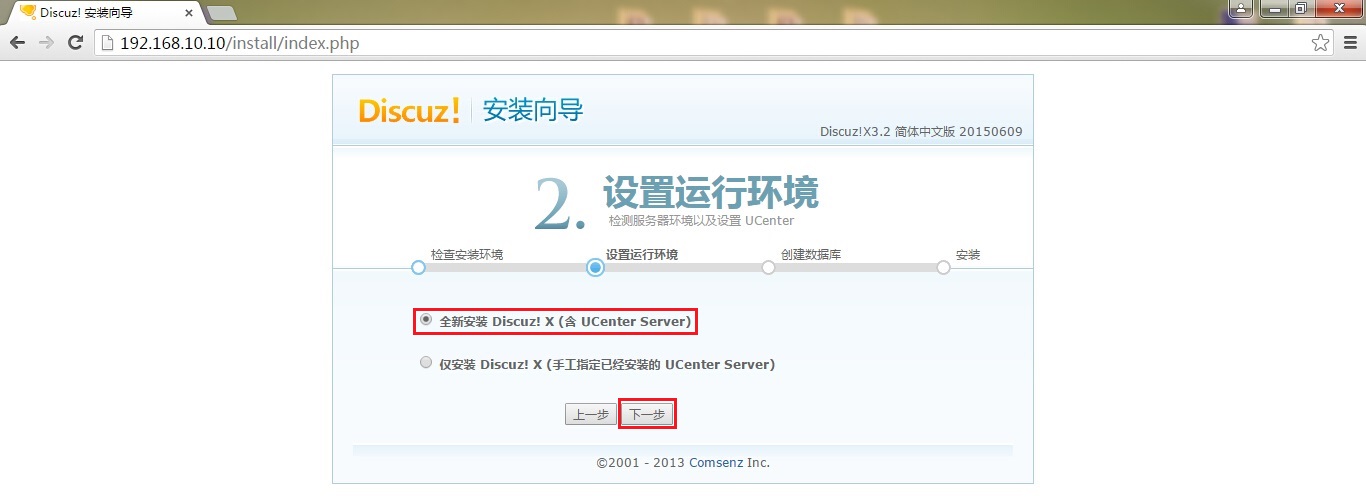 Discuz! 安装向导
192.168.10.10/install/index.php
Discuz! 安装向导
Discuz!X3.2 简体中文版 20150609
2. 设置运行环境
检测服务器环境以及设置 UCenter
检查安装环境 设置运行环境 创建数据库 安装
全新安装 Discuz! X (含 UCenter Server)
仅安装 Discuz! X (手工指定已经安装的 UCenter Server)
上一步 下一步
©2001 - 2013 Comsenz Inc.